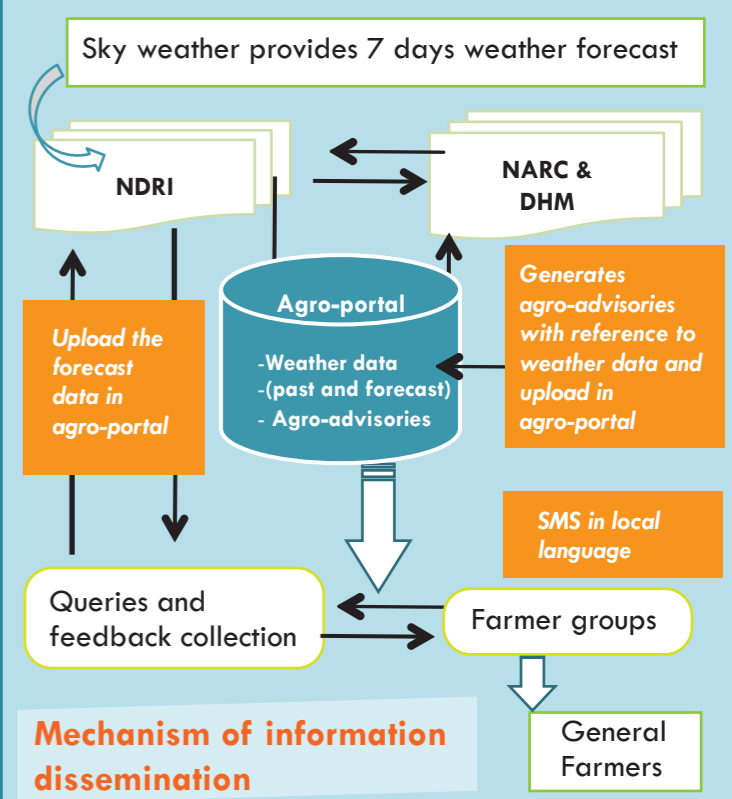 Sky weather provides 7 days weather forecast
NDRI
NARC &
DHM
Upload the
forecast
data in
agro-portal
Agro-portal
-Weather data
-(past and forecast)
- Agro-advisories
Generates
agro-advisories
with reference to
weather data and
upload in
agro-portal
SMS in local
language
Queries and
feedback collection
Farmer groups
Mechanism of information
dissemination
General
Farmers